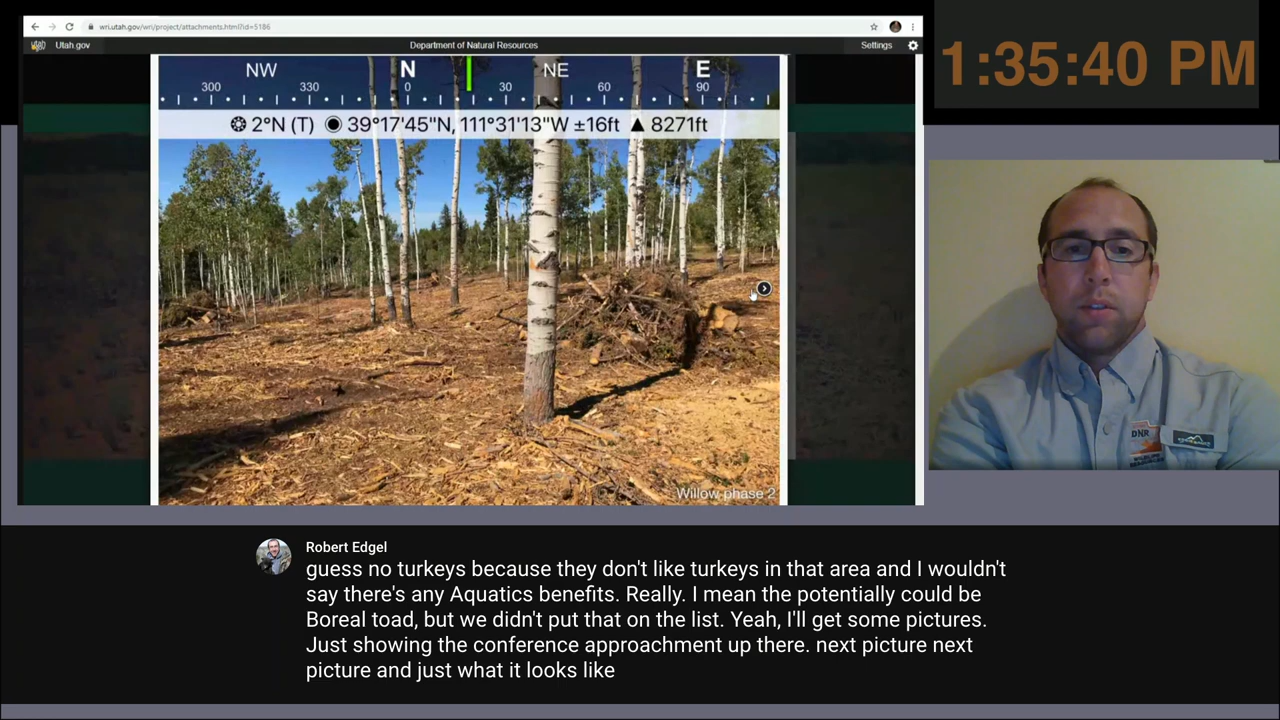 wri.utah.gov/wri/project/attachments.html?id=5186
Utah.gov
Department of Natural Resources
Settings
1:35:40 PM
NW N NE E
300 330 0 30 60 90
2°N (T) 39°17'45"N, 111°31'13"W ±16ft ▲ 8271ft
Willow phase 2
DNR
Robert Edgel
guess no turkeys because they don't like turkeys in that area and I wouldn't
say there's any Aquatics benefits. Really. I mean the potentially could be
Boreal toad, but we didn't put that on the list. Yeah, I'll get some pictures.
Just showing the conference approachment up there. next picture next
picture and just what it looks like